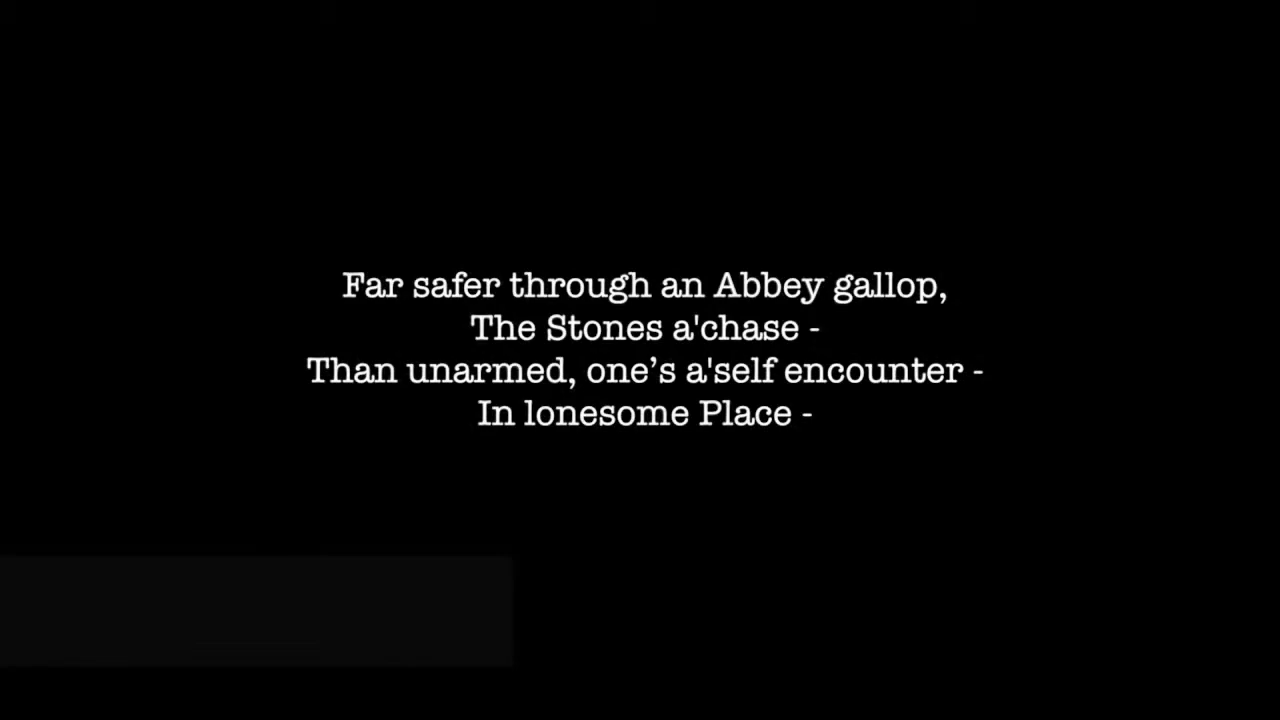 Far safer through an Abbey gallop,
The Stones a'chase -
Than unarmed, one’s a'self encounter -
In lonesome Place -